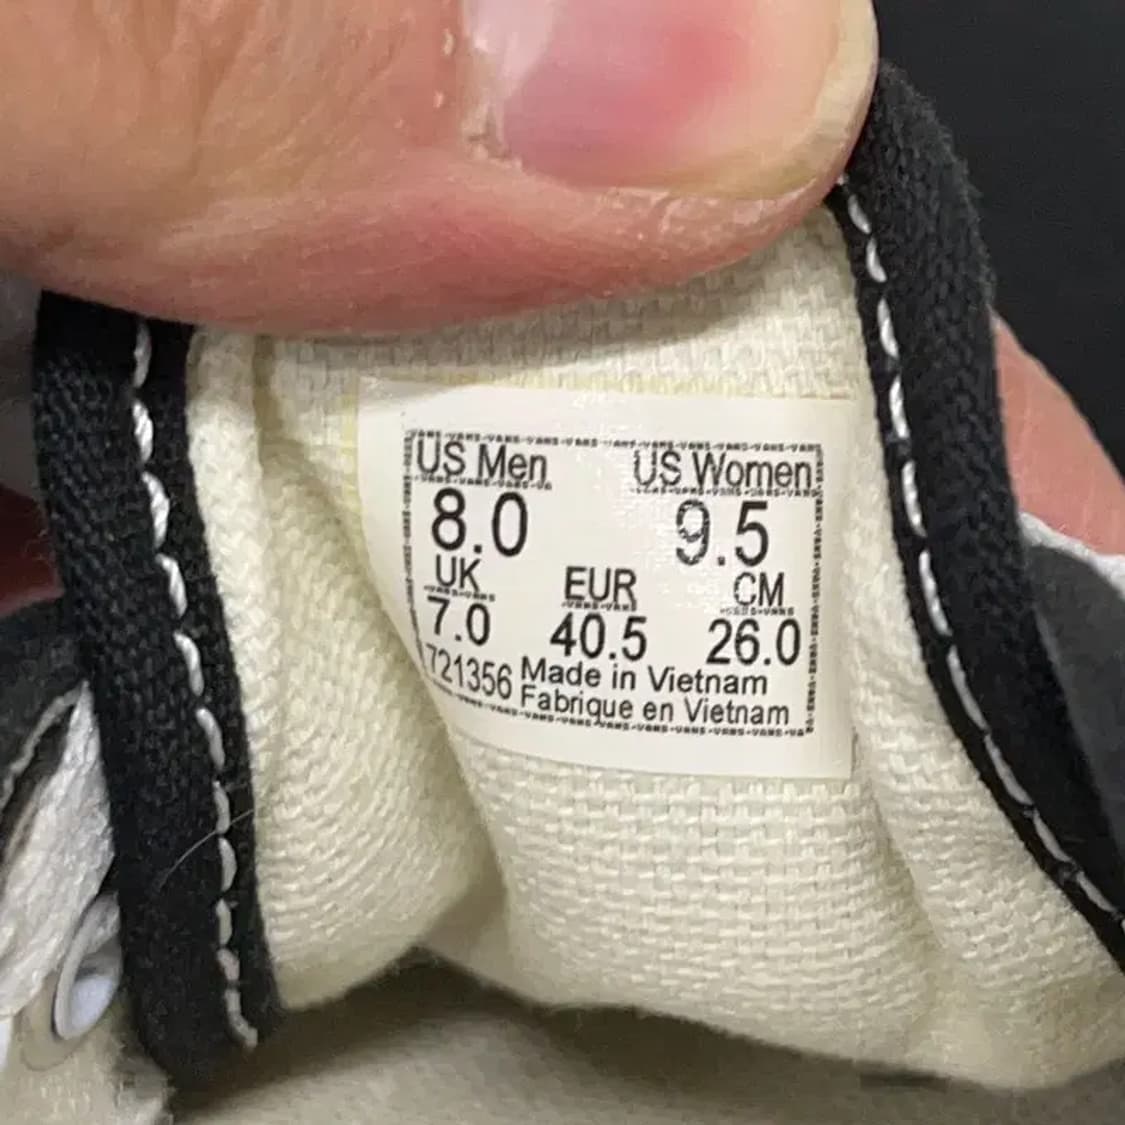 US Men US Women
8.0 9.5
UK EUR CM
7.0 40.5 26.0
721356 Made in Vietnam
Fabrique en Vietnam